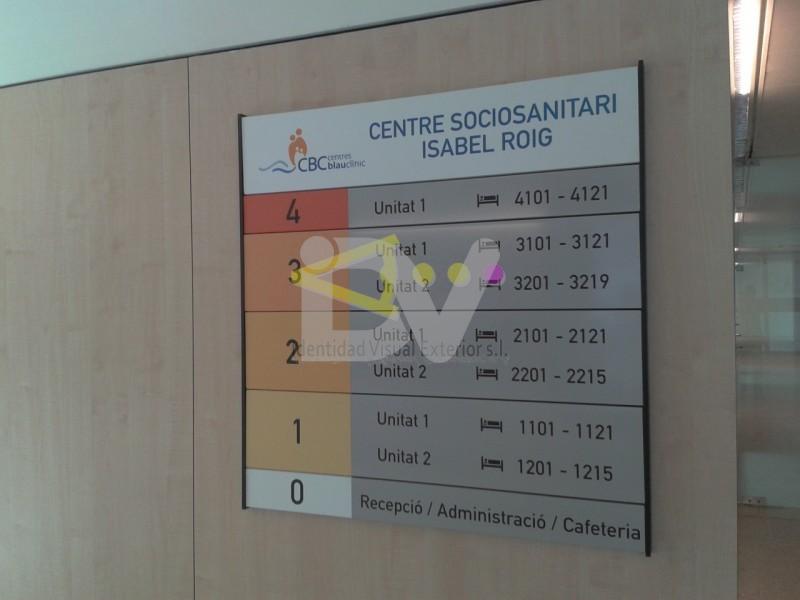 CENTRE SOCIOSANITARI
ISABEL ROIG
CBC centres blauclínic
4 Unitat 1 4101 - 4121
3 Unitat 1 3101 - 3121
Unitat 2 3201 - 3219
2 Unitat 1 2101 - 2121
Unitat 2 2201 - 2215
1 Unitat 1 1101 - 1121
Unitat 2 1201 - 1215
0 Recepció / Administració / Cafeteria
iDV
Identidad Visual Exterior s.l.